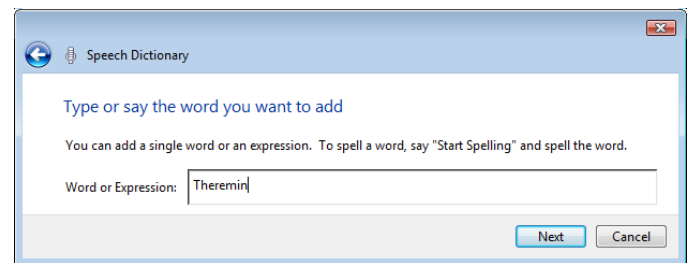 Speech Dictionary
Type or say the word you want to add
You can add a single word or an expression. To spell a word, say "Start Spelling" and spell the word.
Word or Expression: Theremin
Next Cancel